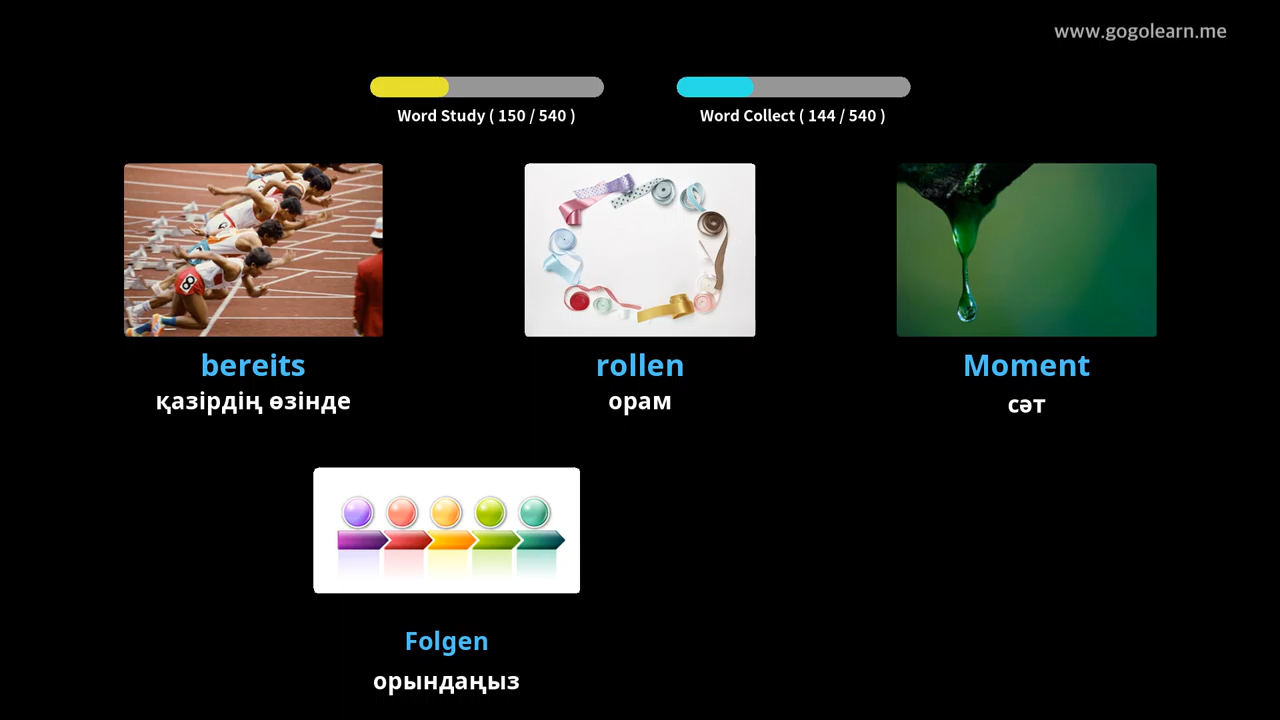 www.gogolearn.me
Word Study ( 150 / 540 )
Word Collect ( 144 / 540 )
8
bereits
қазірдің өзінде
rollen
орам
Moment
сәт
Folgen
орындаңыз